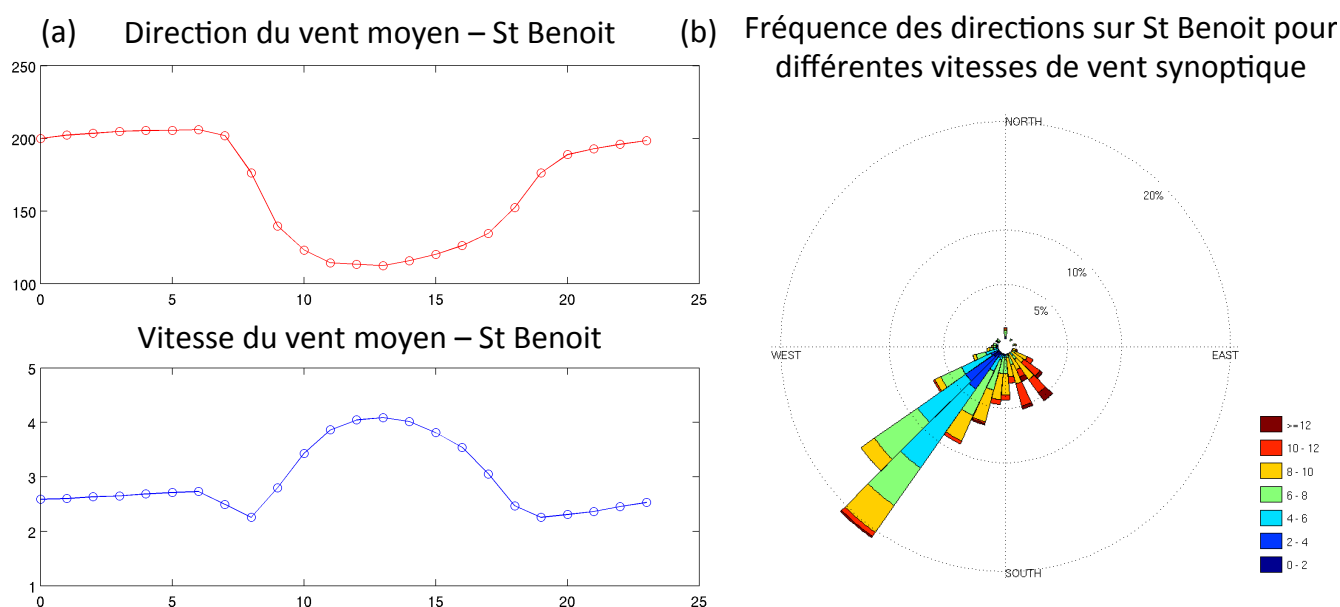 (a) Direction du vent moyen – St Benoit
250
200
150
100
0 5 10 15 20 25
Vitesse du vent moyen – St Benoit
5
4
3
2
1
0 5 10 15 20 25
(b) Fréquence des directions sur St Benoit pour
différentes vitesses de vent synoptique
NORTH
20%
10%
5%
WEST
EAST
SOUTH
>=12
10 - 12
8 - 10
6 - 8
4 - 6
2 - 4
0 - 2